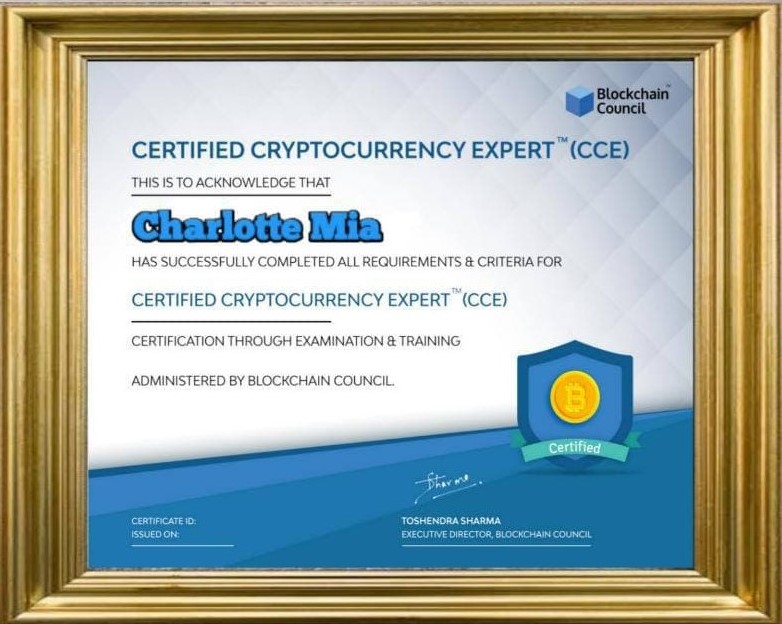 Blockchain™
Council
CERTIFIED CRYPTOCURRENCY EXPERT™ (CCE)
THIS IS TO ACKNOWLEDGE THAT
Charlotte Mia
HAS SUCCESSFULLY COMPLETED ALL REQUIREMENTS & CRITERIA FOR
CERTIFIED CRYPTOCURRENCY EXPERT™ (CCE)
CERTIFICATION THROUGH EXAMINATION & TRAINING
ADMINISTERED BY BLOCKCHAIN COUNCIL.
Certified
Sharma
CERTIFICATE ID:
ISSUED ON:
TOSHENDRA SHARMA
EXECUTIVE DIRECTOR, BLOCKCHAIN COUNCIL